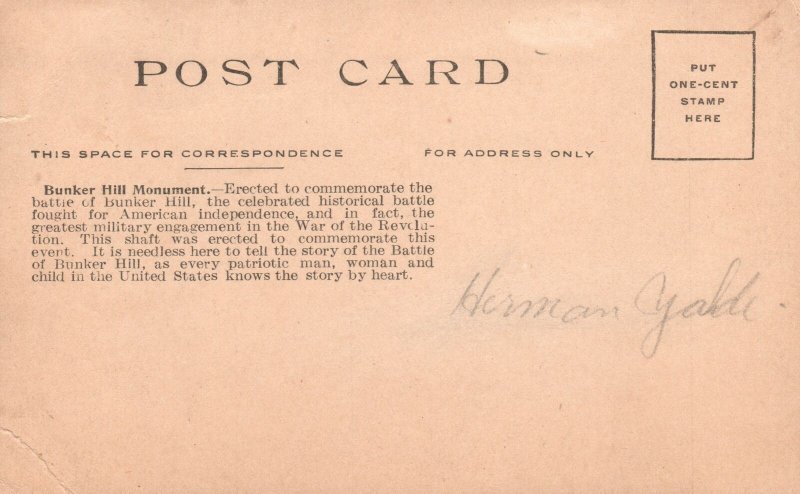 POST CARD
PUT
ONE-CENT
STAMP
HERE
THIS SPACE FOR CORRESPONDENCE
FOR ADDRESS ONLY
Bunker Hill Monument.—Erected to commemorate the
battle of Bunker Hill, the celebrated historical battle
fought for American independence, and in fact, the
greatest military engagement in the War of the Revolu-
tion. This shaft was erected to commemorate this
event. It is needless here to tell the story of the Battle
of Bunker Hill, as every patriotic man, woman and
child in the United States knows the story by heart.
Herman